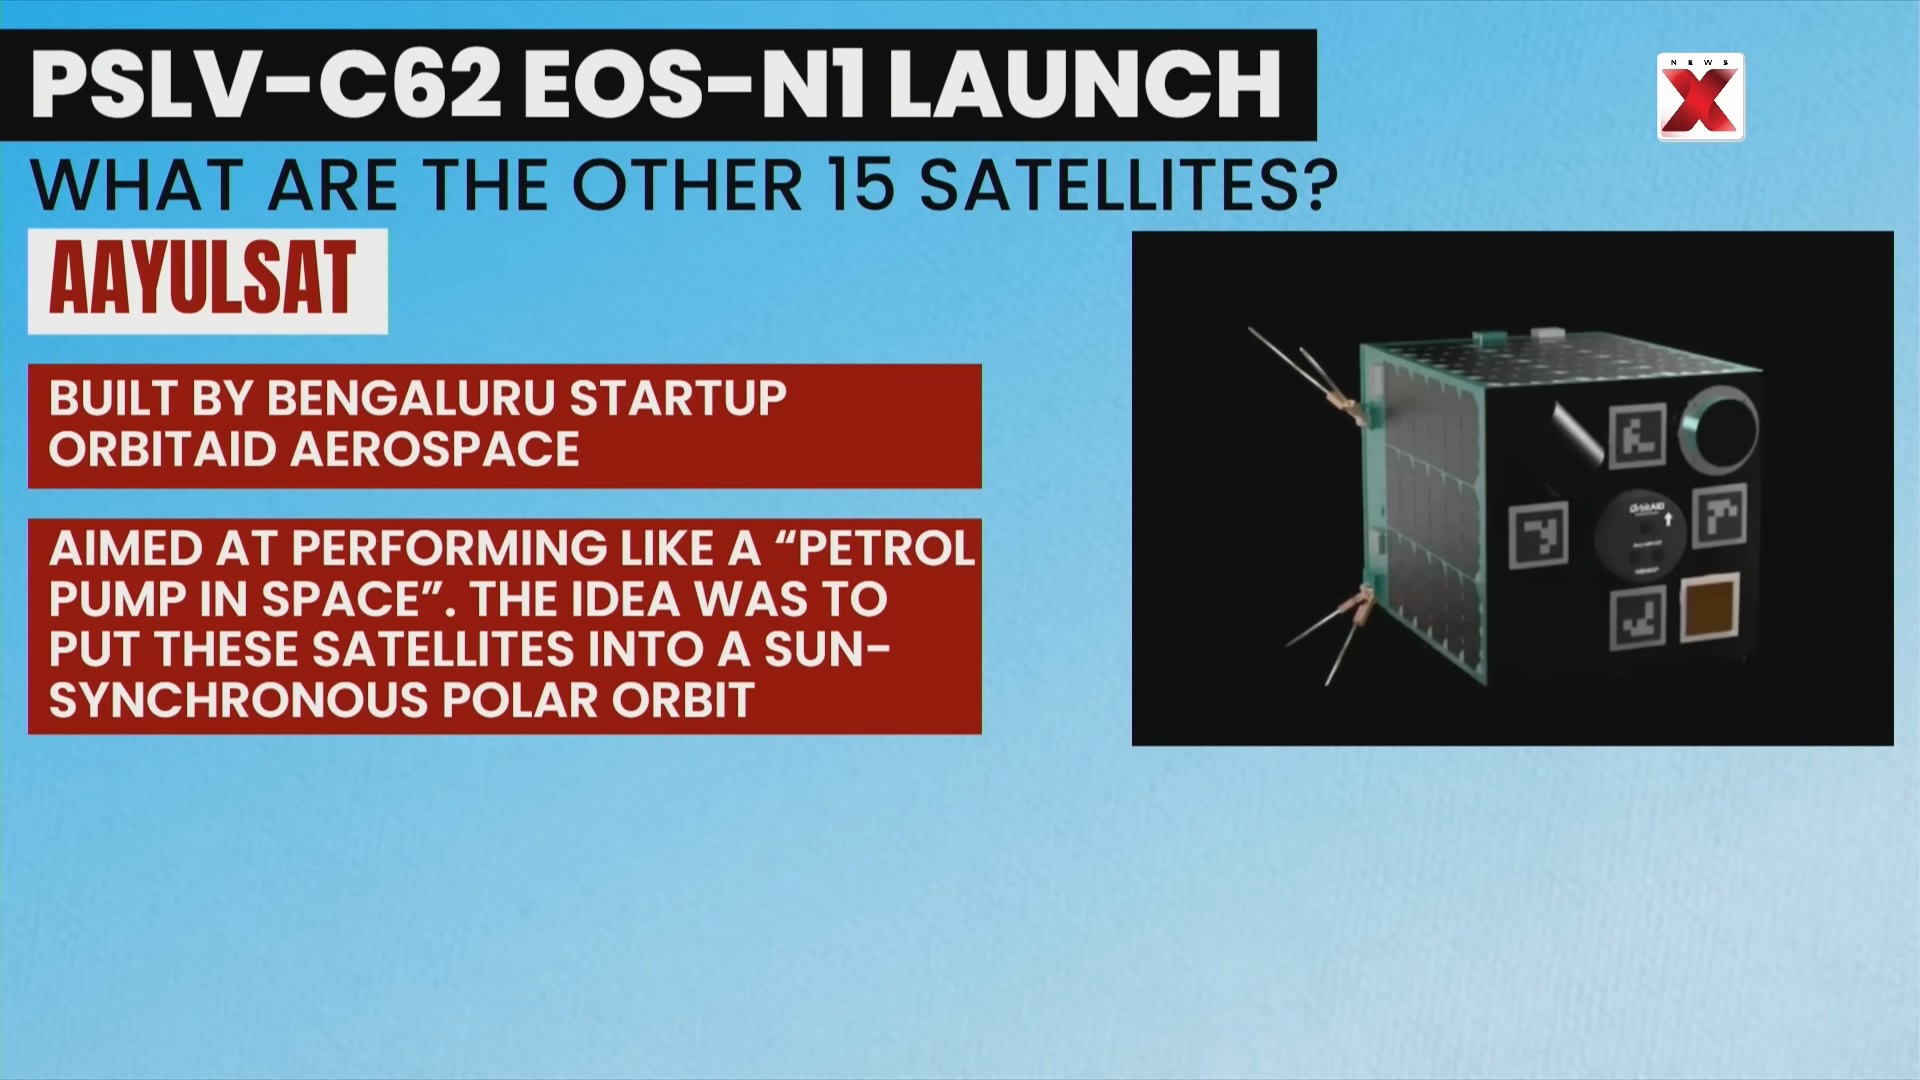 PSLV-C62 EOS-N1 LAUNCH
NEWS
X
WHAT ARE THE OTHER 15 SATELLITES?
AAYULSAT
BUILT BY BENGALURU STARTUP
ORBITAID AEROSPACE
AIMED AT PERFORMING LIKE A “PETROL
PUMP IN SPACE”. THE IDEA WAS TO
PUT THESE SATELLITES INTO A SUN-
SYNCHRONOUS POLAR ORBIT
OrbitAID